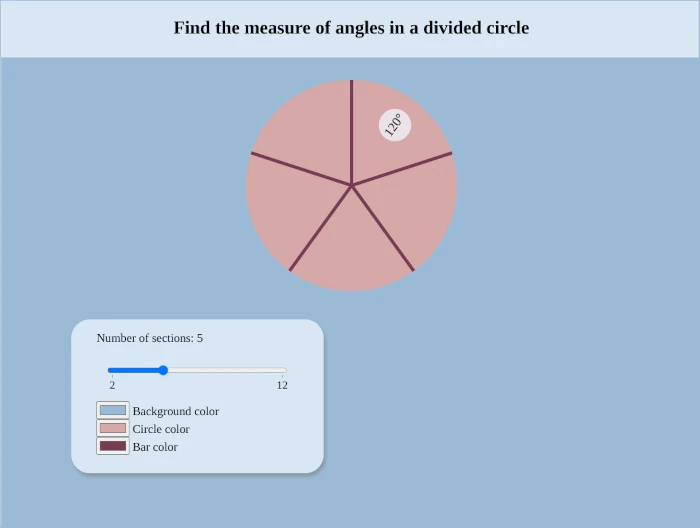 Find the measure of angles in a divided circle
120°
Number of sections: 5
2 12
Background color
Circle color
Bar color